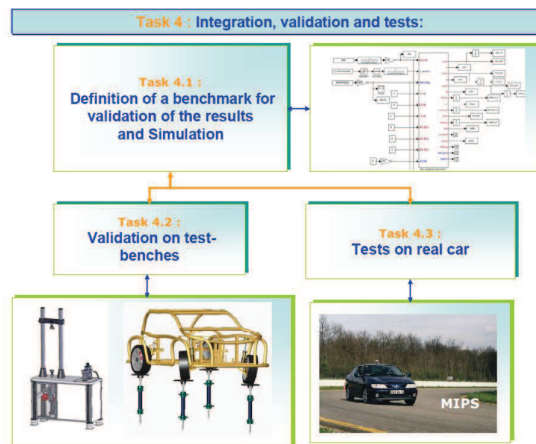 Task 4 : Integration, validation and tests:
Task 4.1 :
Definition of a benchmark for
validation of the results
and Simulation
Task 4.2 :
Validation on test-
benches
Task 4.3 :
Tests on real car
MIPS